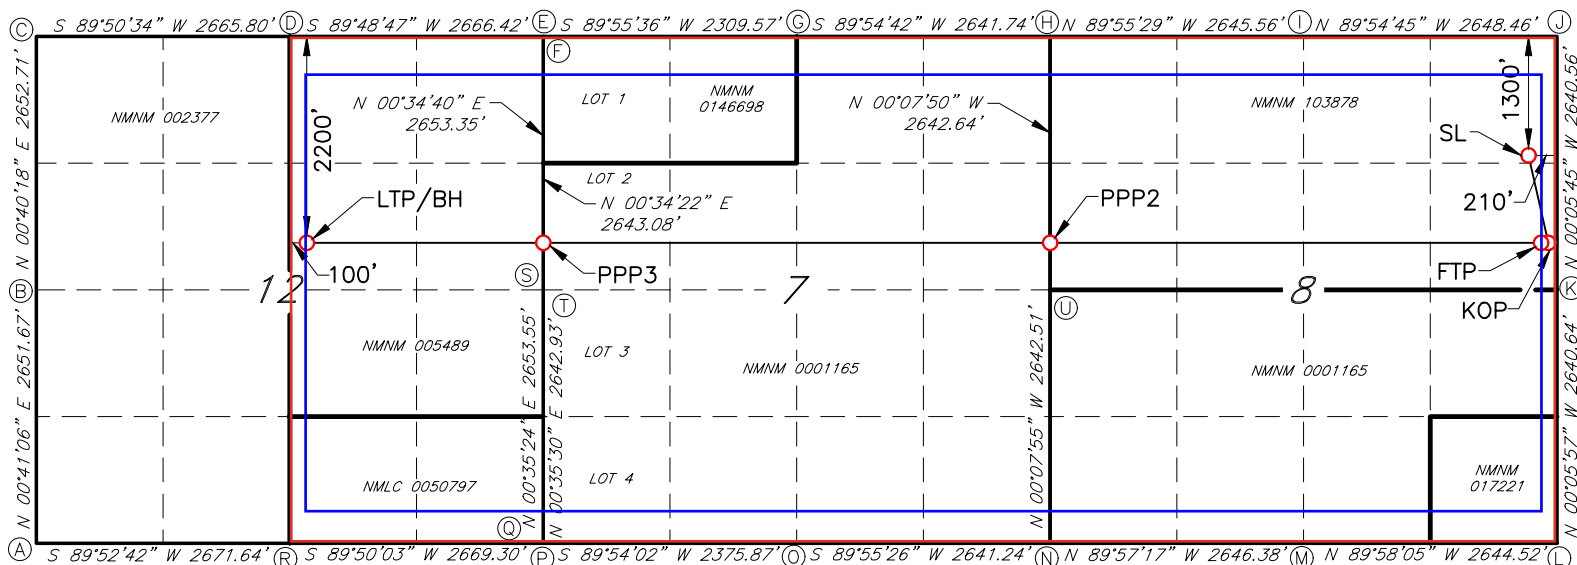 C S 89°50'34" W 2665.80' D S 89°48'47" W 2666.42' E S 89°55'36" W 2309.57' G S 89°54'42" W 2641.74' H N 89°55'29" W 2645.56' I N 89°54'45" W 2648.46' J
F
N 00°40'18" E 2652.71'
NMNM 002377
2200'
N 00°34'40" E
2653.35'
LOT 1
NMNM
0146698
N 00°07'50" W
2642.64'
NMNM 103878
1300'
SL
N 00°05'45" W 2640.56'
LOT 2
N 00°34'22" E
2643.08'
LTP/BH
PPP2
210'
100'
S
PPP3
FTP
KOP
B
12
7
8
K
T
U
N 00°41'06" E 2651.67'
NMNM 005489
N 00°35'24" E 2653.55'
N 00°35'30" E 2642.93'
LOT 3
NMNM 0001165
N 00°07'55" W 2642.51'
NMNM 0001165
N 00°05'57" W 2640.64'
NMLC 0050797
LOT 4
NMNM
017221
Q
A S 89°52'42" W 2671.64' R S 89°50'03" W 2669.30' P S 89°54'02" W 2375.87' O S 89°55'26" W 2641.24' N N 89°57'17" W 2646.38' M N 89°58'05" W 2644.52' L